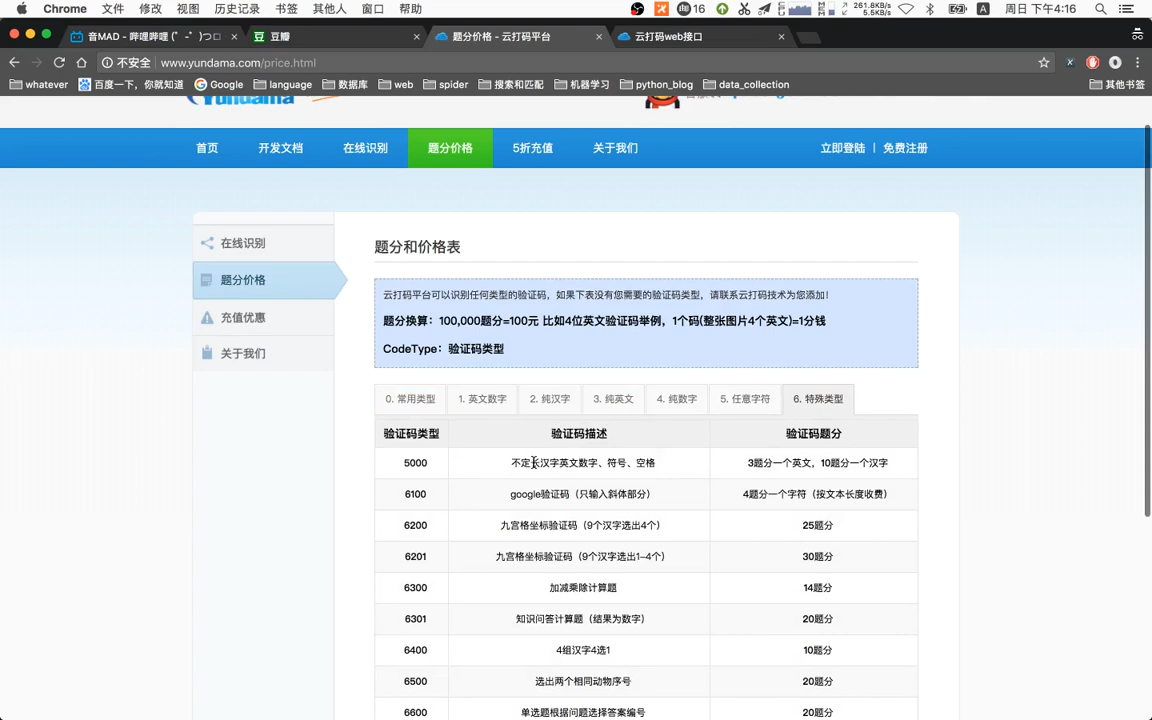 Chrome 文件 修改 视图 历史记录 书签 其他人 窗口 帮助 16 261.8KB/s 5.5KB/s 周日 下午4:16
音MAD - 哔哩哔哩 (゜-゜)つロ 豆瓣 题分价格 - 云打码平台 云打码web接口
不安全 www.yundama.com/price.html
whatever 百度一下,你就知道 Google language 数据库 web spider 搜索和匹配 机器学习 python_blog data_collection 其他书签
Yundama
首页 开发文档 在线识别 题分价格 5折充值 关于我们 立即登陆 | 免费注册
在线识别
题分价格
充值优惠
关于我们
题分和价格表
云打码平台可以识别任何类型的验证码,如果下表没有您需要的验证码类型,请联系云打码技术为您添加!
题分换算:100,000题分=100元 比如4位英文验证码举例,1个码(整张图片4个英文)=1分钱
CodeType:验证码类型
0. 常用类型 1. 英文数字 2. 纯汉字 3. 纯英文 4. 纯数字 5. 任意字符 6. 特殊类型
验证码类型 验证码描述 验证码题分
5000 不定长汉字英文数字、符号、空格 3题分一个英文,10题分一个汉字
6100 google验证码(只输入斜体部分) 4题分一个字符(按文本长度收费)
6200 九宫格坐标验证码(9个汉字选出4个) 25题分
6201 九宫格坐标验证码(9个汉字选出1–4个) 30题分
6300 加减乘除计算题 14题分
6301 知识问答计算题(结果为数字) 20题分
6400 4组汉字4选1 10题分
6500 选出两个相同动物序号 20题分
6600 单选题根据问题选择答案编号 20题分